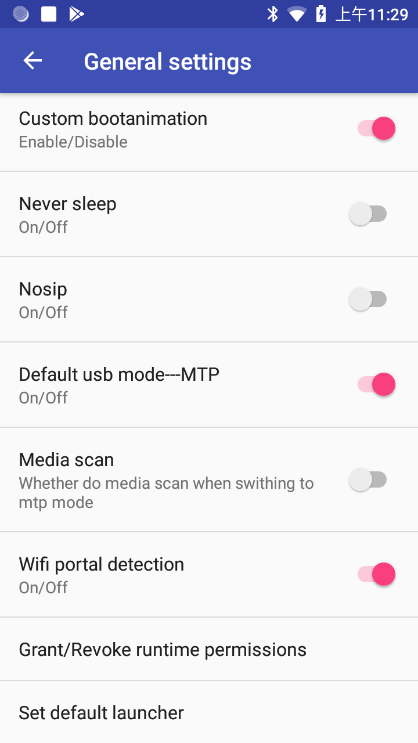 上午11:29
General settings
Custom bootanimation
Enable/Disable
Never sleep
On/Off
Nosip
On/Off
Default usb mode---MTP
On/Off
Media scan
Whether do media scan when swithing to
mtp mode
Wifi portal detection
On/Off
Grant/Revoke runtime permissions
Set default launcher